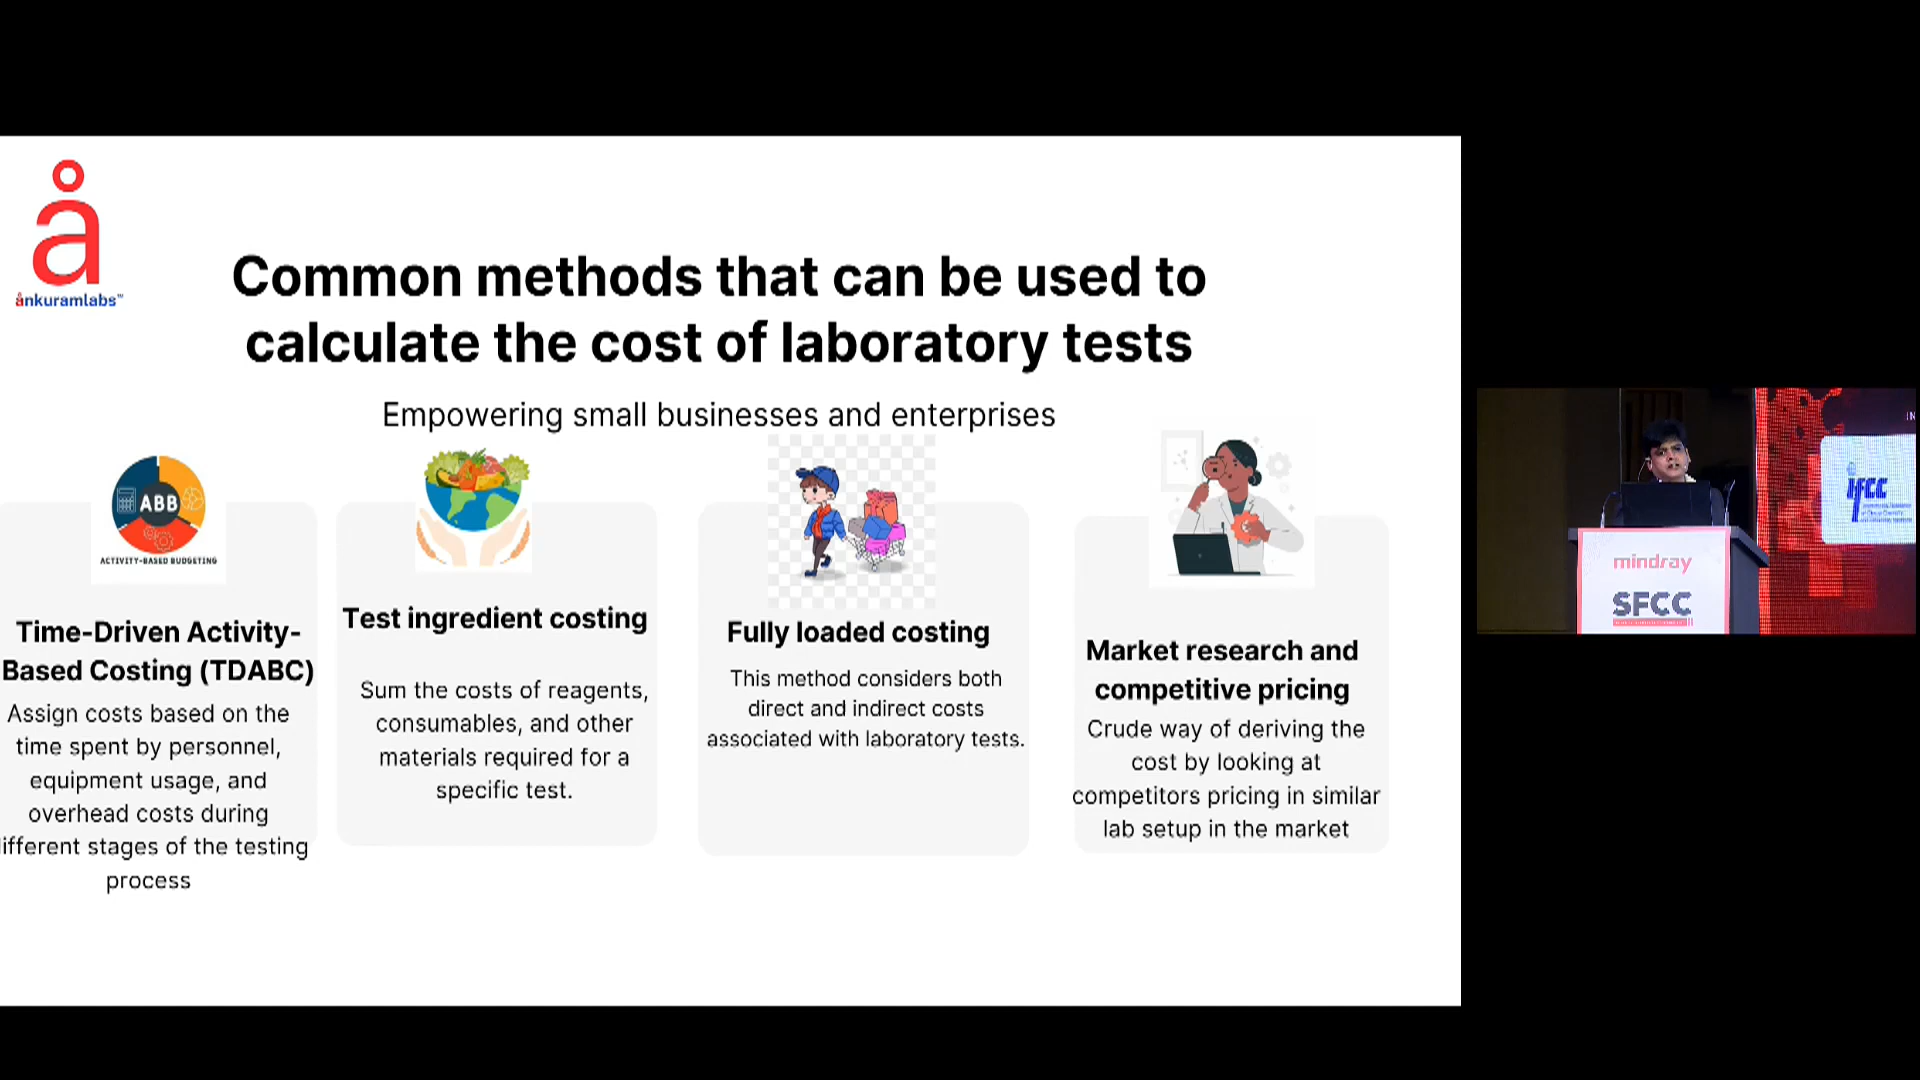 ånkuramlabs™
Common methods that can be used to
calculate the cost of laboratory tests
Empowering small businesses and enterprises
ABB
ACTIVITY-BASED BUDGETING
Time-Driven Activity-
Based Costing (TDABC)
Assign costs based on the
time spent by personnel,
equipment usage, and
overhead costs during
ifferent stages of the testing
process
Test ingredient costing
Sum the costs of reagents,
consumables, and other
materials required for a
specific test.
Fully loaded costing
This method considers both
direct and indirect costs
associated with laboratory tests.
Market research and
competitive pricing
Crude way of deriving the
cost by looking at
competitors pricing in similar
lab setup in the market
ifcc
mindray
SFCC